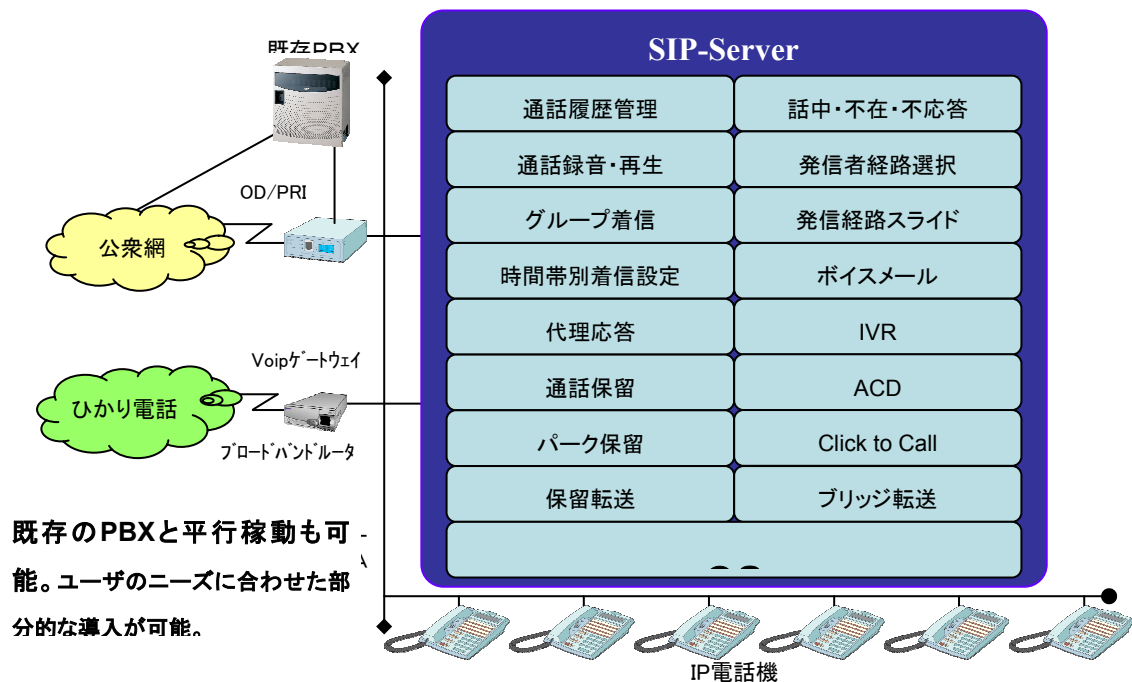 既存PBX
SIP-Server
通話履歴管理
話中・不在・不応答
通話録音・再生
発信者経路選択
グループ着信
発信経路スライド
時間帯別着信設定
ボイスメール
代理応答
IVR
通話保留
ACD
パーク保留
Click to Call
保留転送
ブリッジ転送
OD/PRI
公衆網
Voipｹﾞｰﾄｳｪｲ
ひかり電話
ﾌﾞﾛｰﾄﾞﾊﾞﾝﾄﾞﾙｰﾀ
既存のPBXと平行稼動も可
能。ユーザのニーズに合わせた部
分的な導入が可能。
IP電話機